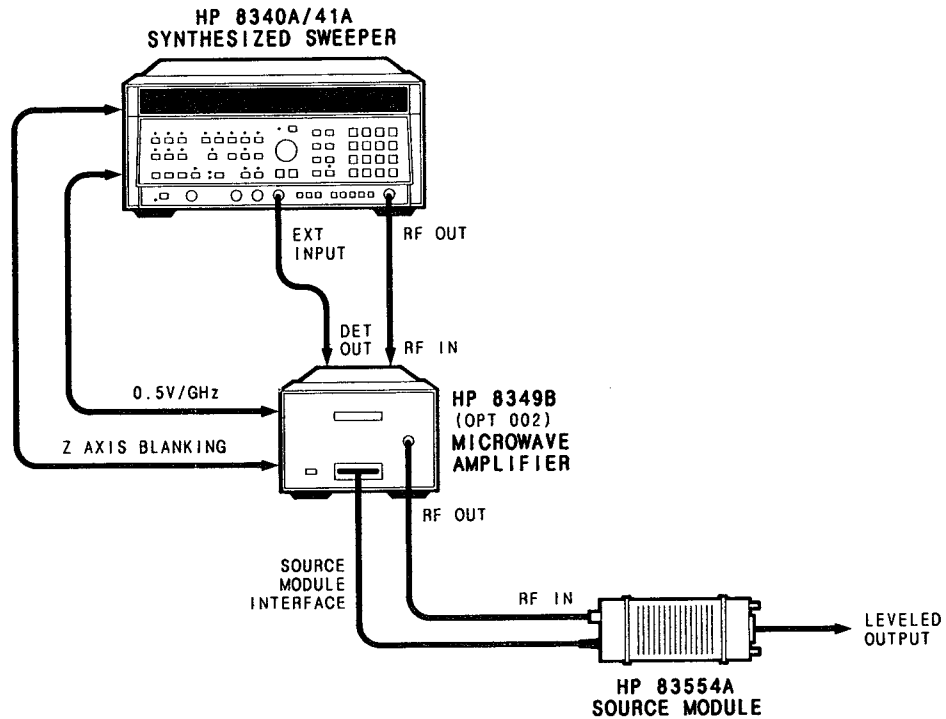 HP 8340A/41A
SYNTHESIZED SWEEPER
EXT
INPUT
RF OUT
DET
OUT
RF IN
0.5V/GHz
Z AXIS BLANKING
HP 8349B
(OPT 002)
MICROWAVE
AMPLIFIER
RF OUT
SOURCE
MODULE
INTERFACE
RF IN
LEVELED
OUTPUT
HP 83554A
SOURCE MODULE